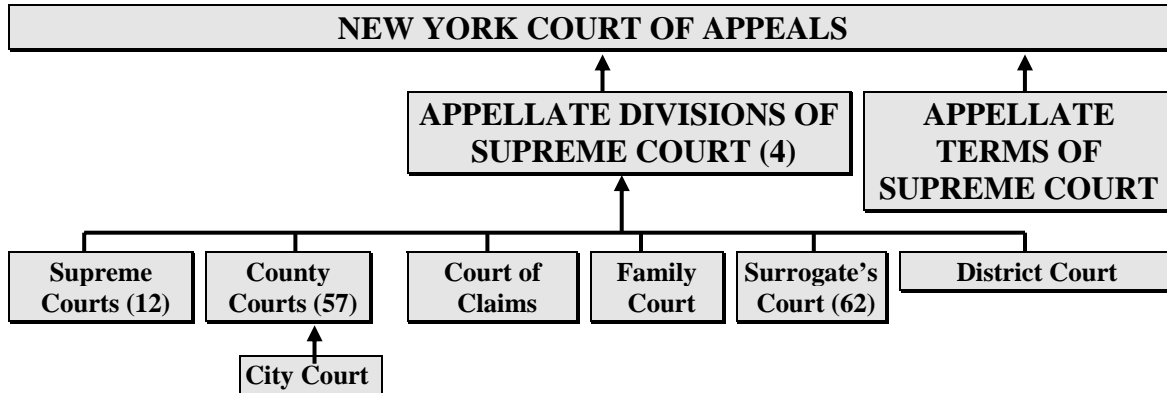 NEW YORK COURT OF APPEALS
APPELLATE DIVISIONS OF
SUPREME COURT (4)
APPELLATE
TERMS OF
SUPREME COURT
Supreme
Courts (12)
County
Courts (57)
Court of
Claims
Family
Court
Surrogate's
Court (62)
District Court
City Court